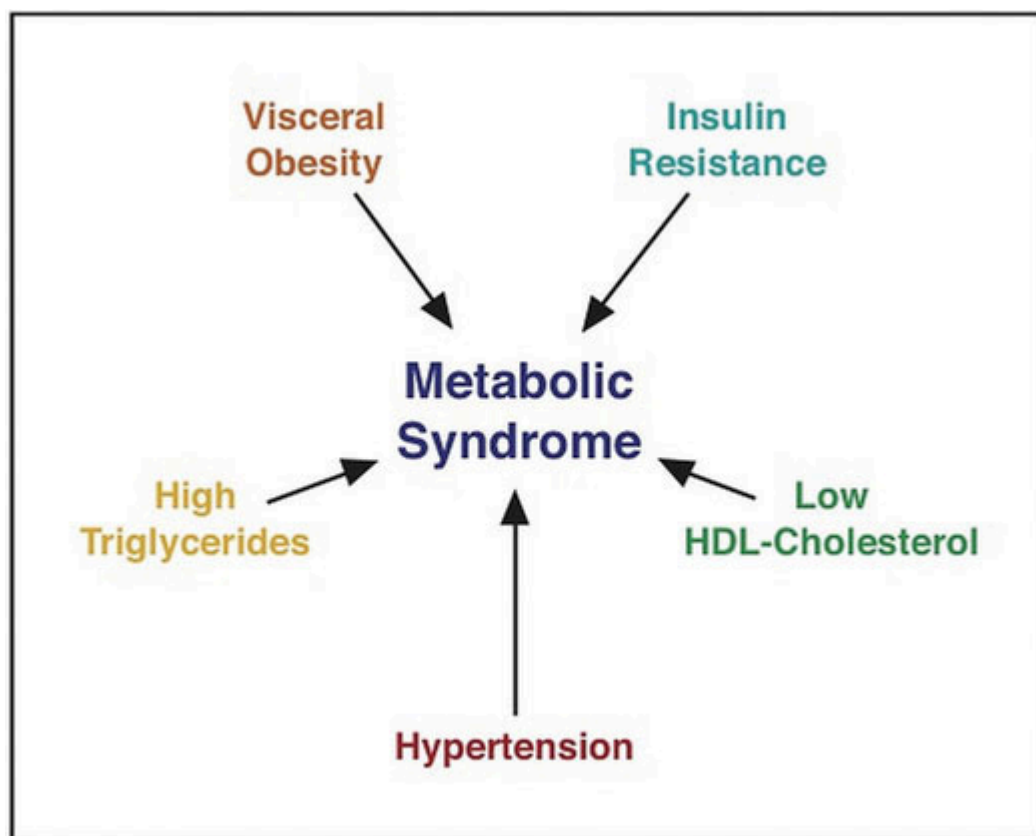 Visceral
Obesity
Insulin
Resistance
Metabolic
Syndrome
High
Triglycerides
Low
HDL-Cholesterol
Hypertension